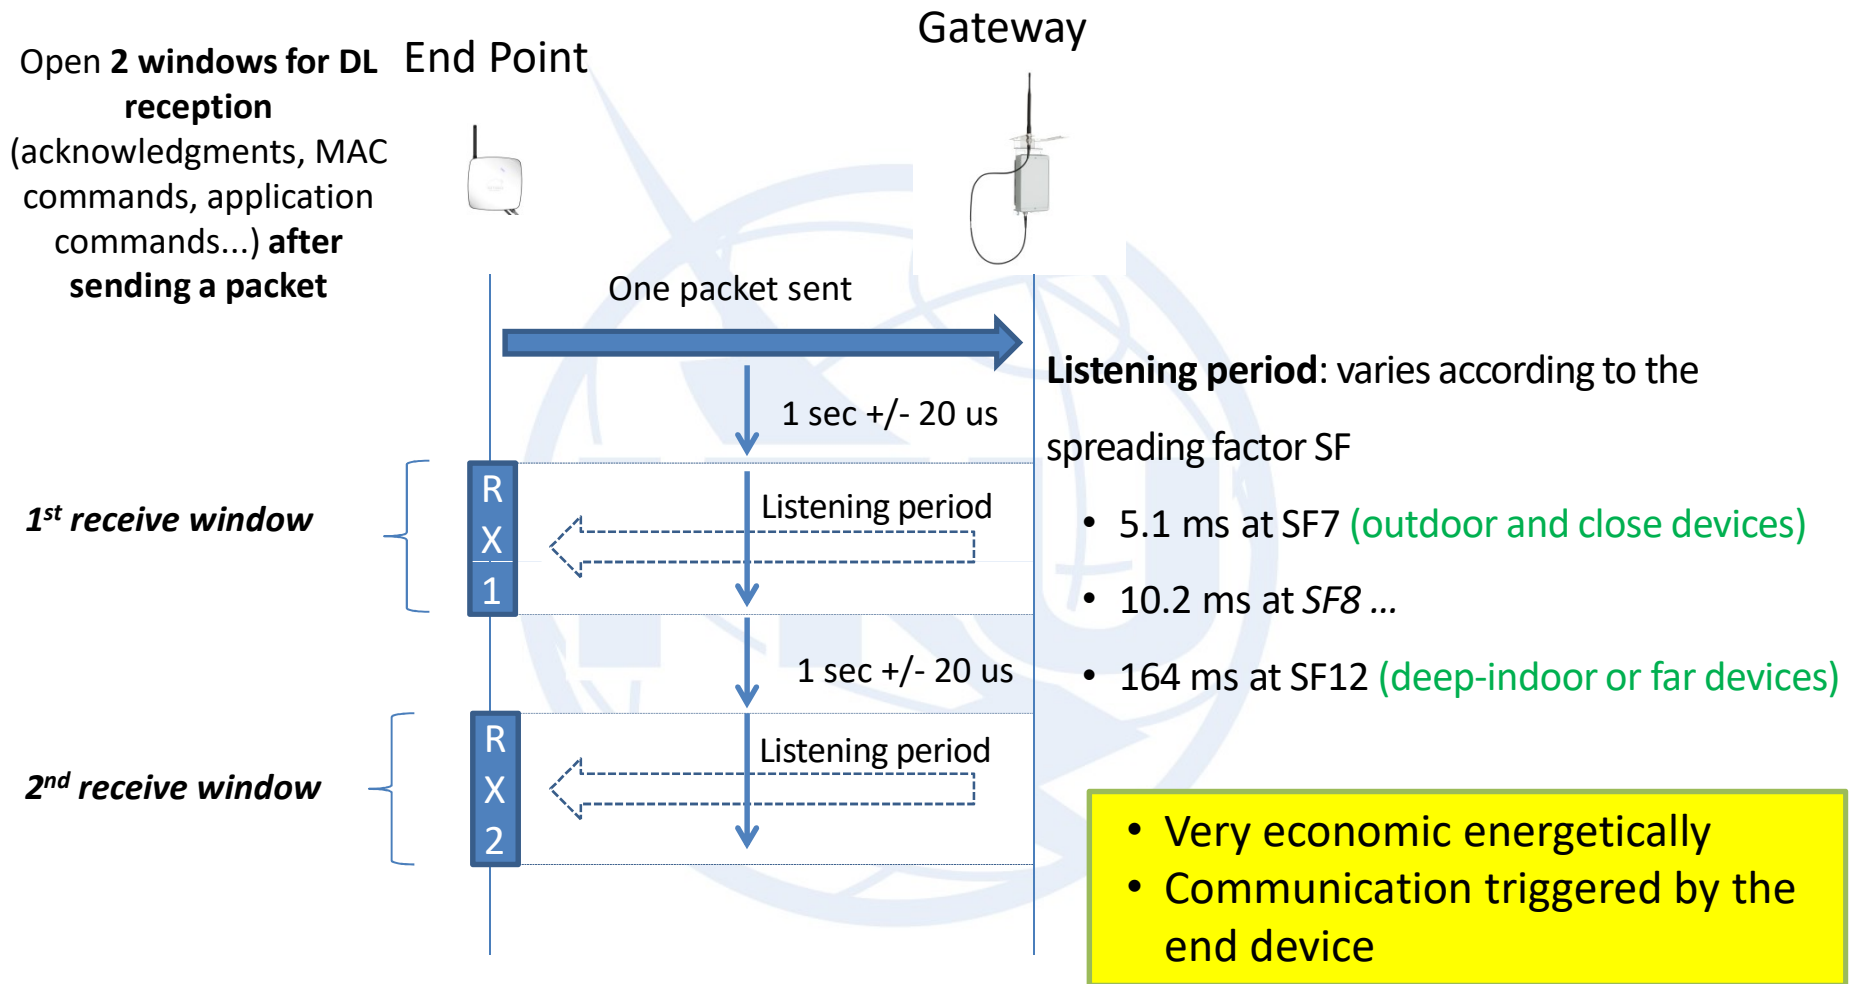 Open 2 windows for DL
reception
(acknowledgments, MAC
commands, application
commands...) after
sending a packet
End Point
Gateway
One packet sent
1 sec +/- 20 us
1st receive window
R
X
1
Listening period
1 sec +/- 20 us
2nd receive window
R
X
2
Listening period
Listening period: varies according to the
spreading factor SF
• 5.1 ms at SF7 (outdoor and close devices)
• 10.2 ms at SF8 ...
• 164 ms at SF12 (deep-indoor or far devices)
• Very economic energetically
• Communication triggered by the
end device
ITU